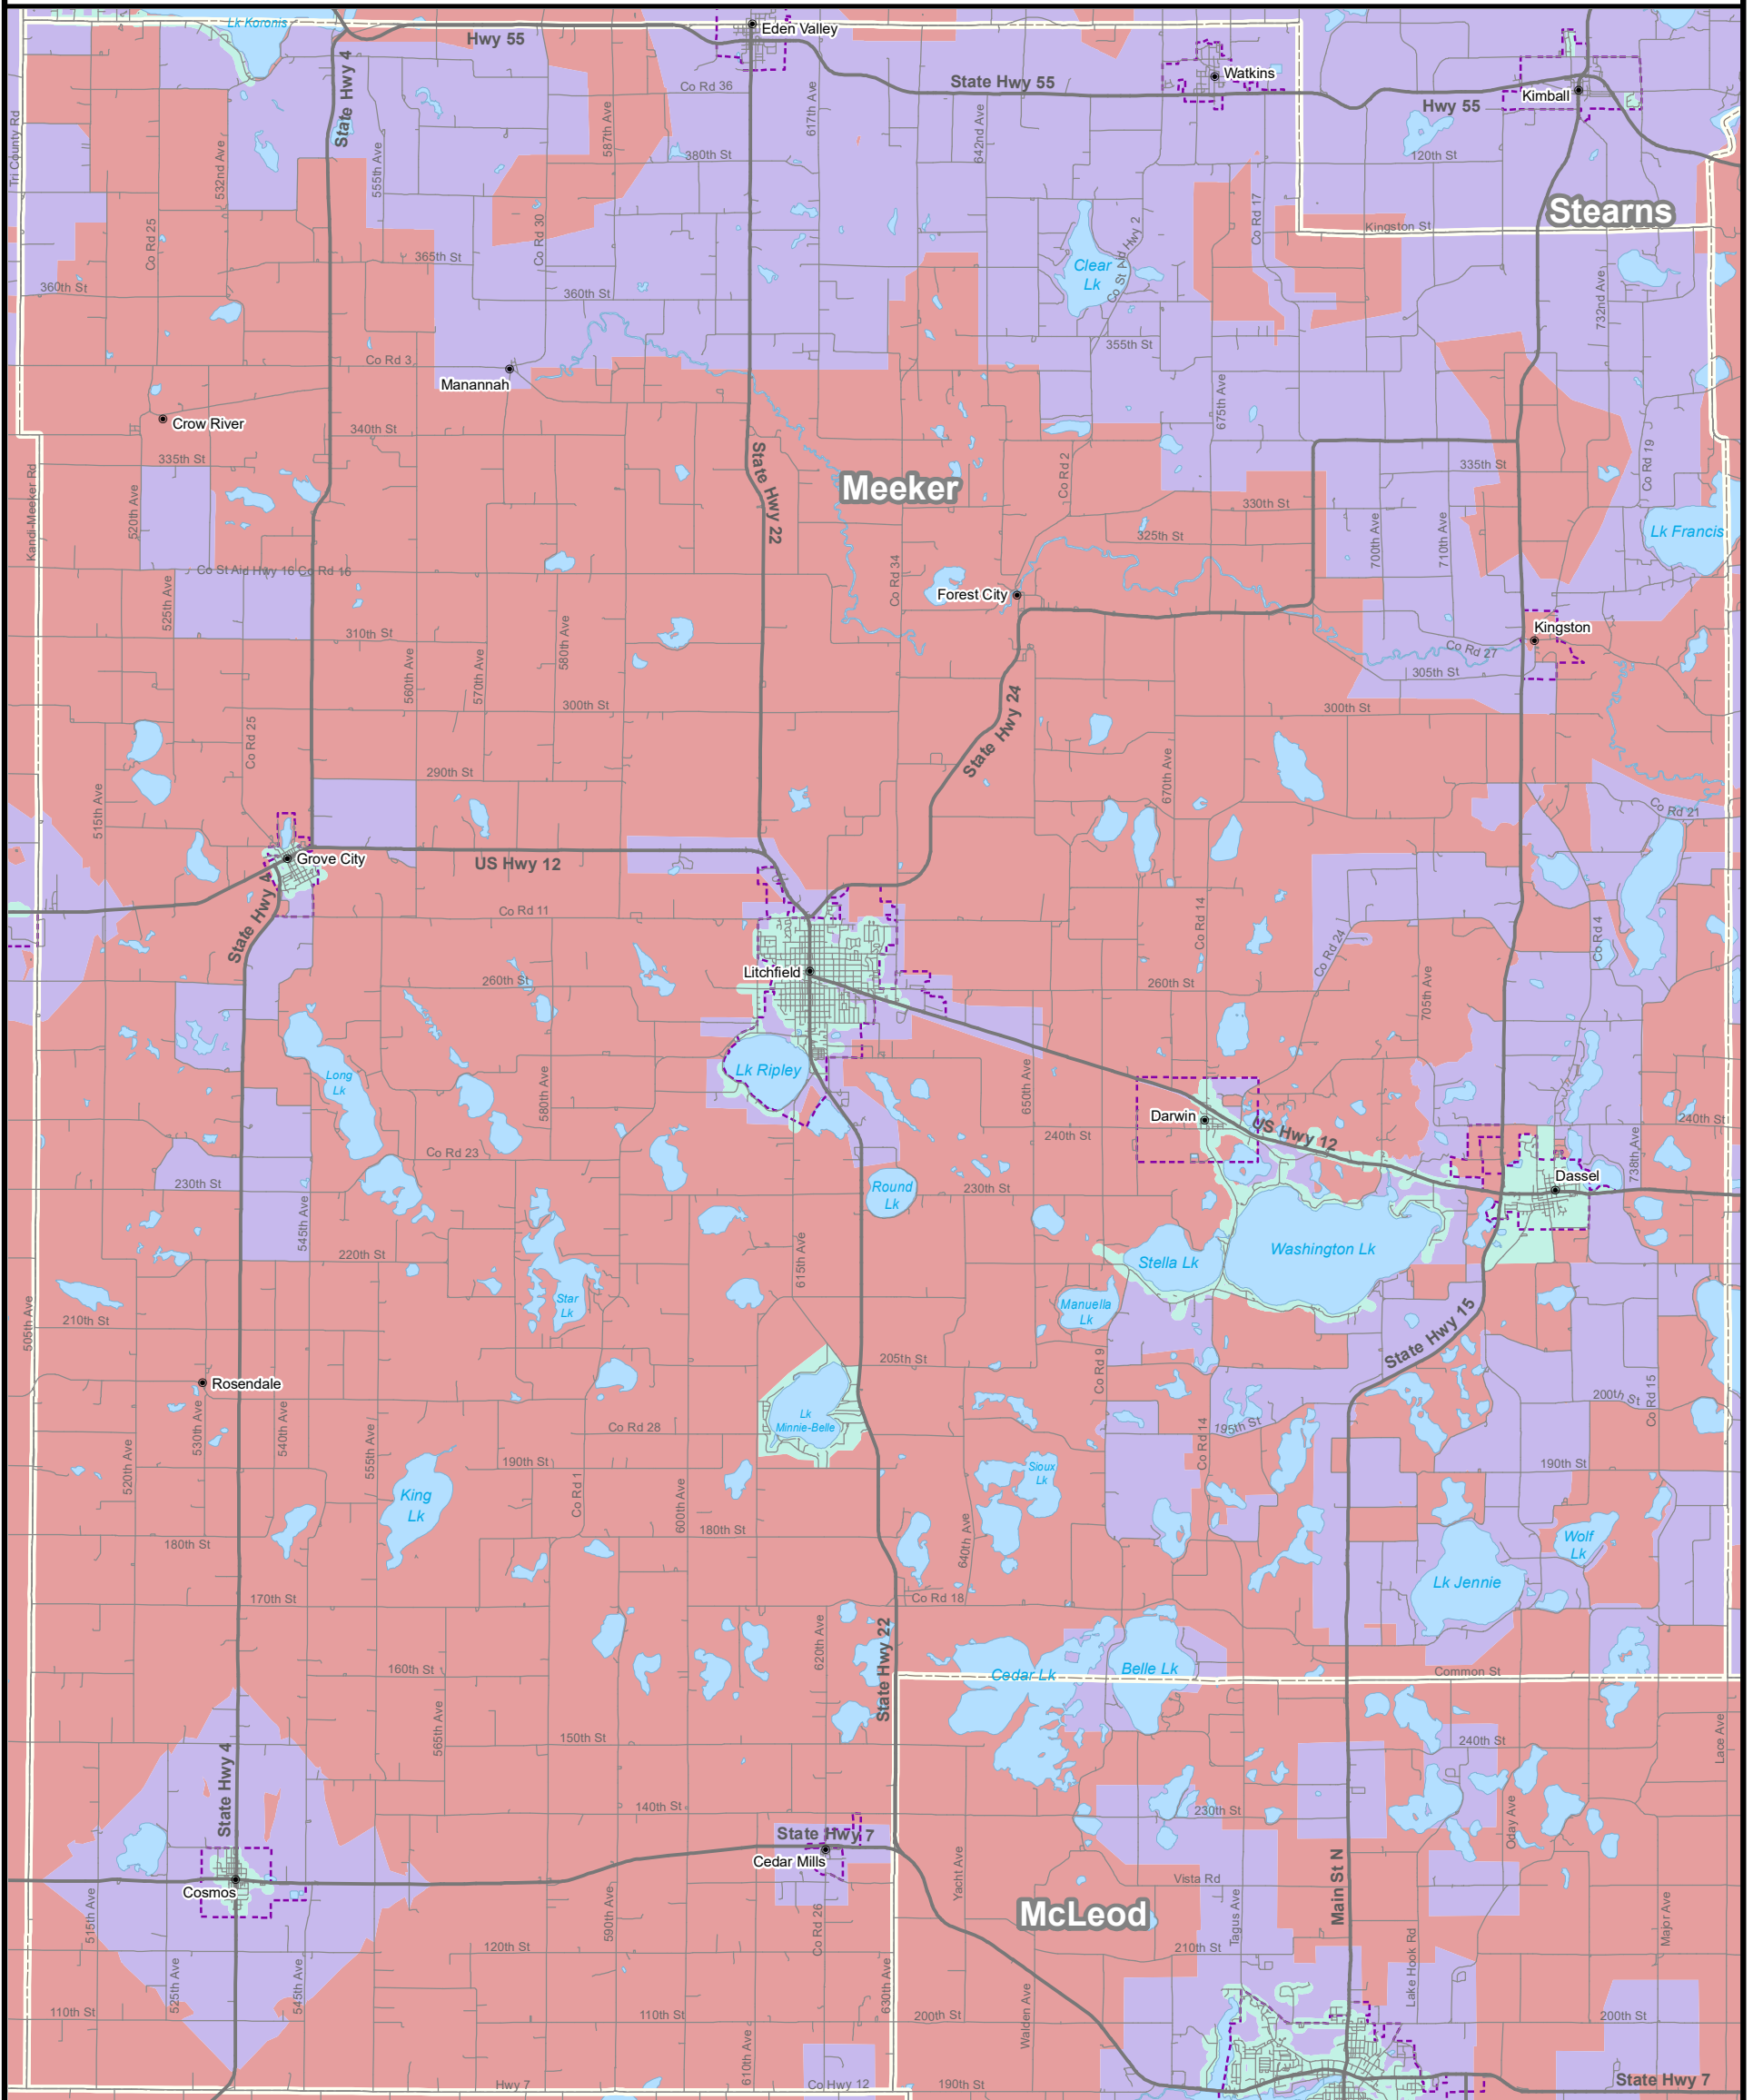 Lk Koronis
Hwy 55
Eden Valley
State Hwy 4
Co Rd 36
617th Ave
State Hwy 55
Watkins
Kimball
Hwy 55
587th Ave
642nd Ave
Tri County Rd
532nd Ave
555th Ave
380th St
120th St
Stearns
Co Rd 25
Co Rd 30
Co St Aid Hwy 2
Co Rd 17
Kingston St
365th St
Clear
Lk
360th St
360th St
732nd Ave
355th St
Co Rd 3
Manannah
675th Ave
Crow River
340th St
335th St
State Hwy 22
Meeker
Co Rd 2
335th St
Co Rd 19
Kandi-Meeker Rd
520th Ave
330th St
325th St
700th Ave
710th Ave
Lk Francis
Co St Aid Hwy 16 Co Rd 16
525th Ave
Co Rd 34
Forest City
310th St
580th Ave
Kingston
Co Rd 27
560th Ave
570th Ave
305th St
300th St
State Hwy 24
300th St
Co Rd 25
290th St
670th Ave
515th Ave
Co Rd 21
Grove City
US Hwy 12
State Hwy 4
Co Rd 11
Co Rd 14
Co Rd 24
Co Rd 4
Litchfield
260th St
260th St
705th Ave
Long
Lk
Lk Ripley
580th Ave
650th Ave
Darwin
US Hwy 12
240th St
240th St
Co Rd 23
738th Ave
230th St
Round
Lk
230th St
Dassel
545th Ave
220th St
615th Ave
Stella Lk
Washington Lk
Star
Lk
Manuella
Lk
505th Ave
210th St
State Hwy 15
205th St
Co Rd 9
Rosendale
200th St
Co Rd 15
530th Ave
540th Ave
Lk
Minnie-Belle
Co Rd 28
195th St
Co Rd 14
520th Ave
555th Ave
190th St
190th St
Sioux
Lk
Co Rd 1
600th Ave
King
Lk
180th St
180th St
640th Ave
Wolf
Lk
Lk Jennie
170th St
Co Rd 18
620th Ave
State Hwy 22
160th St
Cedar Lk
Belle Lk
Common St
565th Ave
150th St
240th St
Lace Ave
State Hwy 4
140th St
230th St
Oday Ave
State Hwy 7
Cedar Mills
Cosmos
Yacht Ave
Vista Rd
Main St N
515th Ave
590th Ave
Co Rd 26
McLeod
Tagus Ave
Major Ave
120th St
210th St
Lake Hook Rd
525th Ave
545th Ave
630th Ave
110th St
110th St
200th St
Walden Ave
200th St
610th Ave
Hwy 7
Co Hwy 12
190th St
State Hwy 7